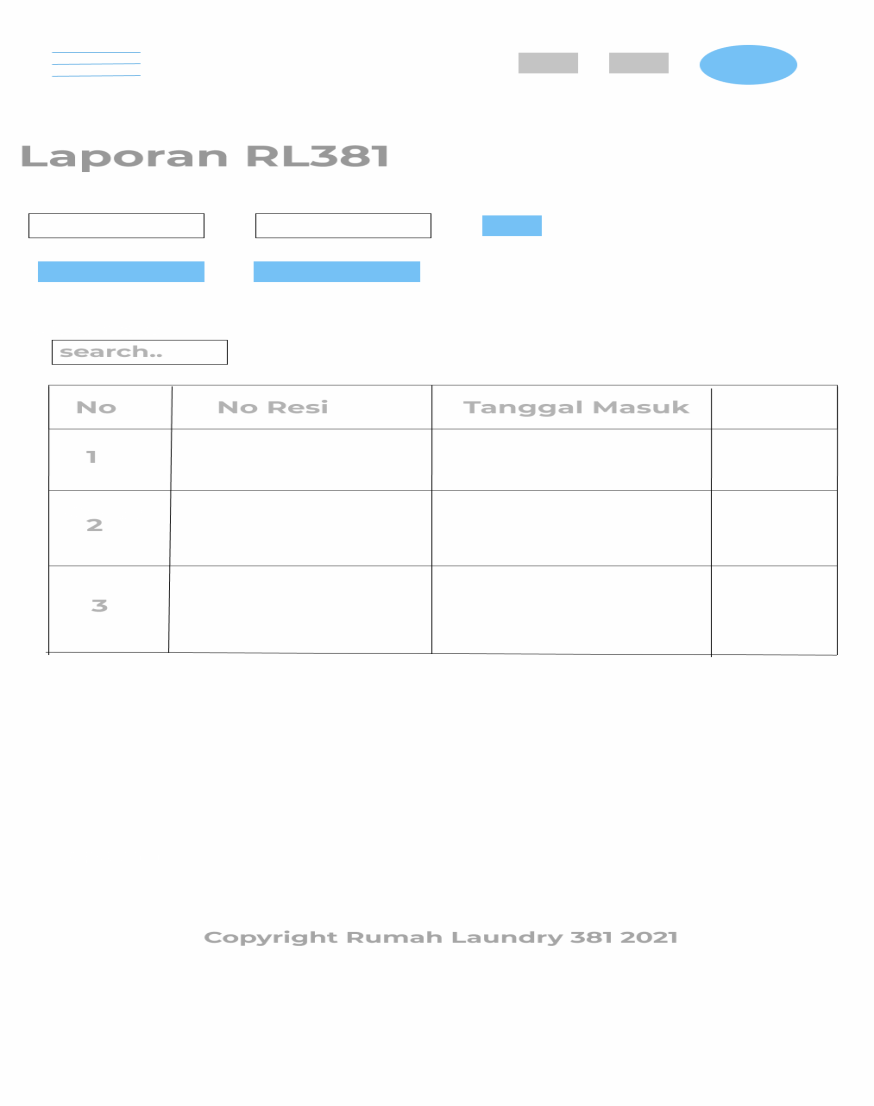 Laporan RL381
search..
No No Resi Tanggal Masuk
1
2
3
Copyright Rumah Laundry 381 2021